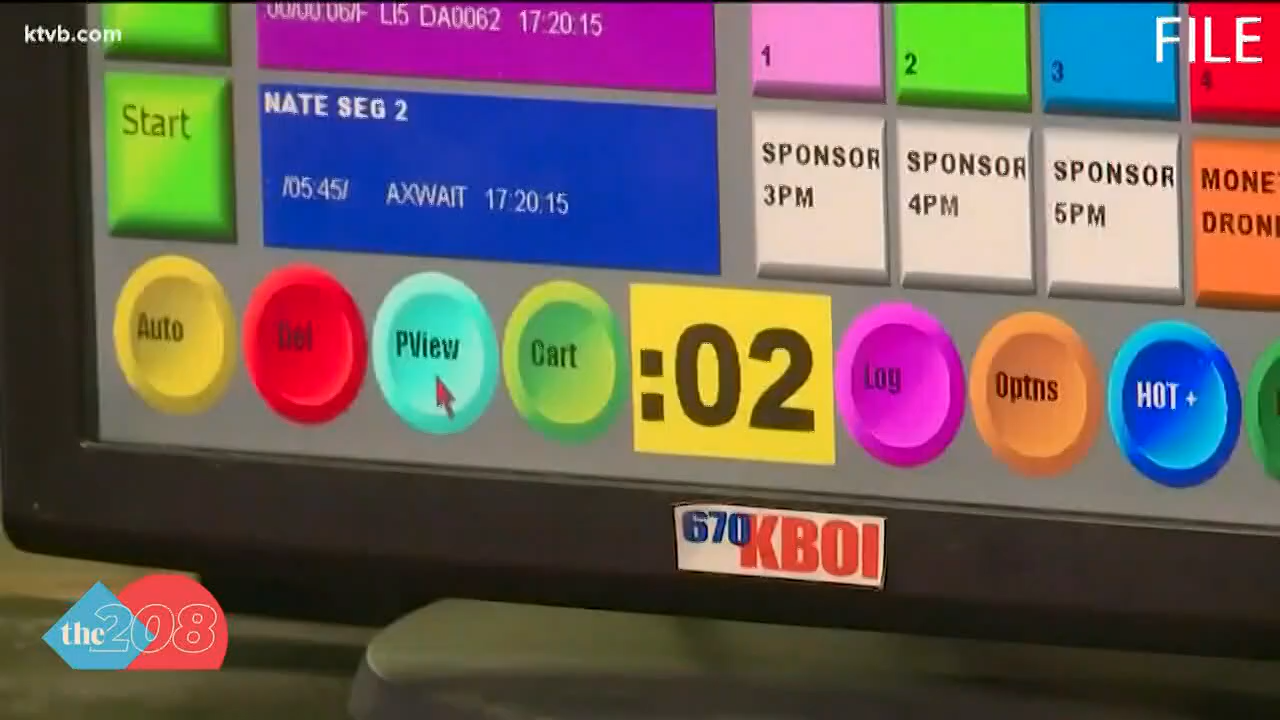 ktvb.com
FILE
00/00:06/F LI5 DA0062 17:20:15
1
2
3
4
Start
NATE SEG 2
/05:45/ AXWAIT 17:20:15
SPONSOR
3PM
SPONSOR
4PM
SPONSOR
5PM
MONE
DRON
Auto
Del
PView
Cart
:02
Log
Optns
HOT +
670 KBOI
the 208